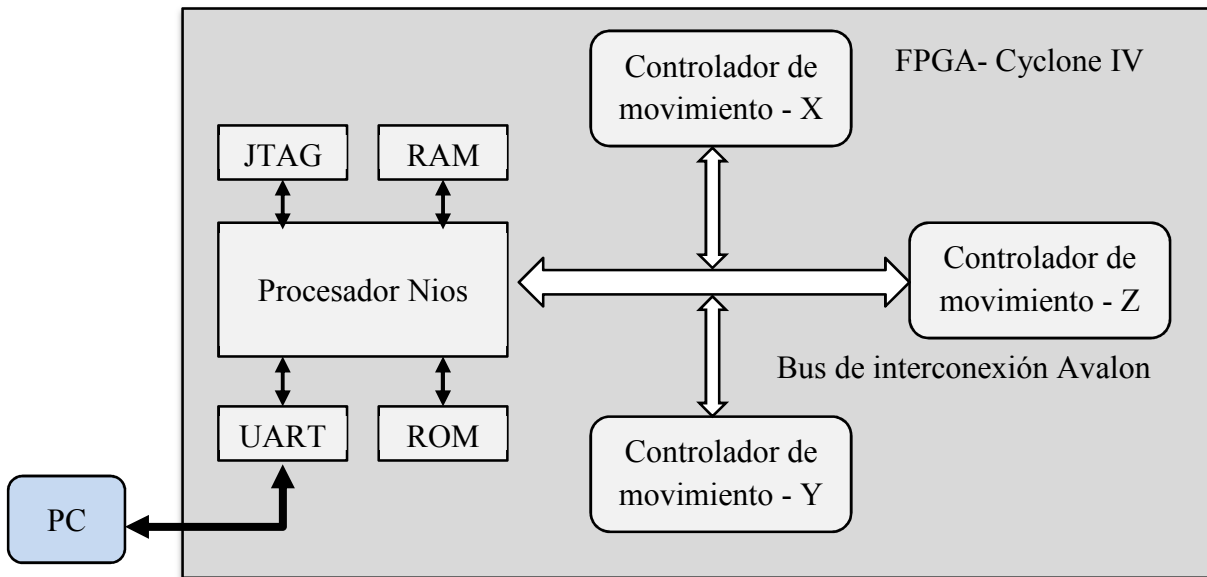 Controlador de
movimiento - X
FPGA- Cyclone IV
JTAG
RAM
Procesador Nios
Controlador de
movimiento - Z
Bus de interconexión Avalon
UART
ROM
Controlador de
movimiento - Y
PC